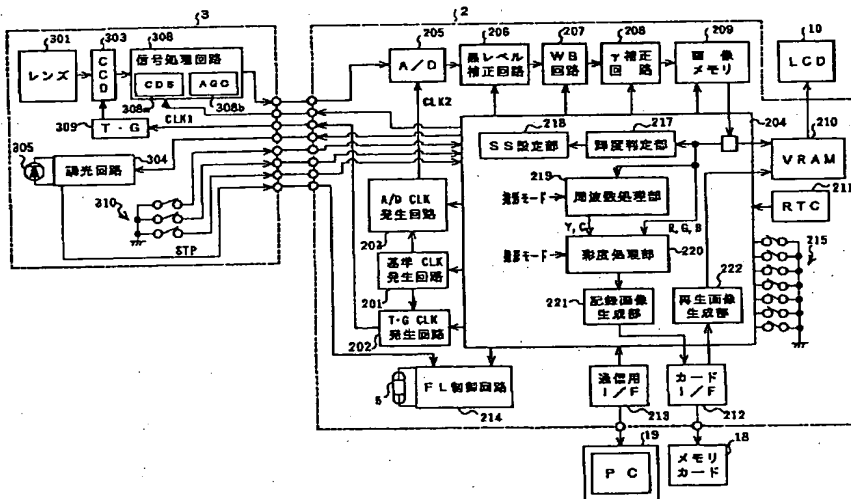 3
2
301
303
308
レンズ
CCD
信号処理回路
CDS
AGC
308a
308b
309
T・G
CLK1
305
304
調光回路
310
STP
205
A/D
206
黒レベル
補正回路
207
WB
回路
208
γ補正
回路
209
画像
メモリ
10
LCD
CLK2
204
218
SS設定部
217
輝度判定部
210
VRAM
211
RTC
219
撮影モード
周波数処理部
Y,C
R,G,B
撮影モード
彩度処理部
220
215
203
A/D CLK
発生回路
基準 CLK
発生回路
201
T・G CLK
発生回路
202
221
記録画像
生成部
222
再生画像
生成部
5
FL制御回路
214
通信用
I/F
213
カード
I/F
212
19
PC
18
メモリ
カード